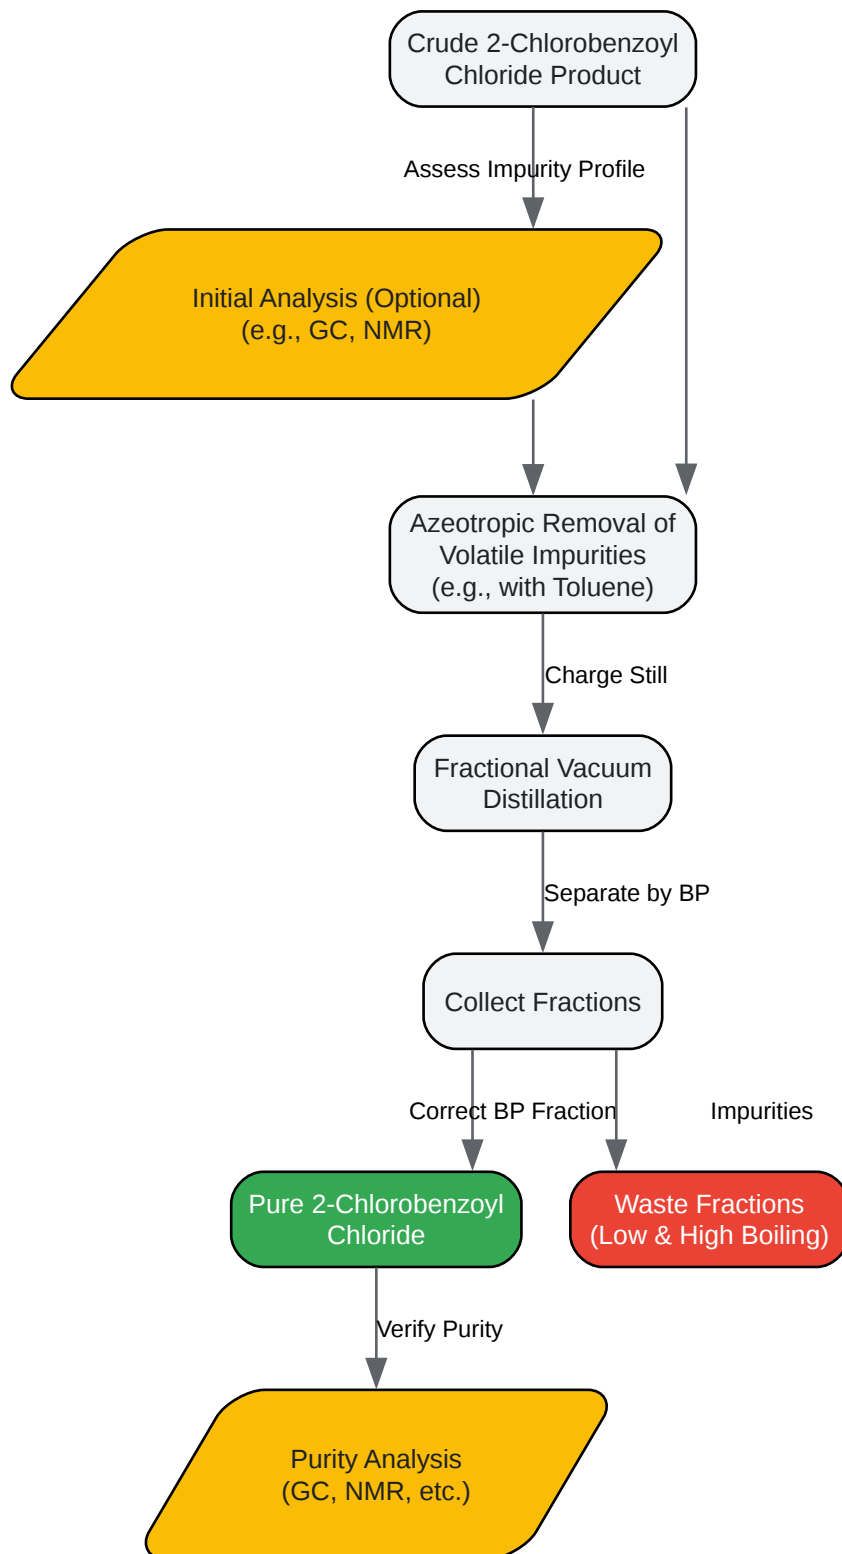 Crude 2-Chlorobenzoyl
Chloride Product
Assess Impurity Profile
Initial Analysis (Optional)
(e.g., GC, NMR)
Azeotropic Removal of
Volatile Impurities
(e.g., with Toluene)
Charge Still
Fractional Vacuum
Distillation
Separate by BP
Collect Fractions
Correct BP Fraction
Impurities
Pure 2-Chlorobenzoyl
Chloride
Waste Fractions
(Low & High Boiling)
Verify Purity
Purity Analysis
(GC, NMR, etc.)